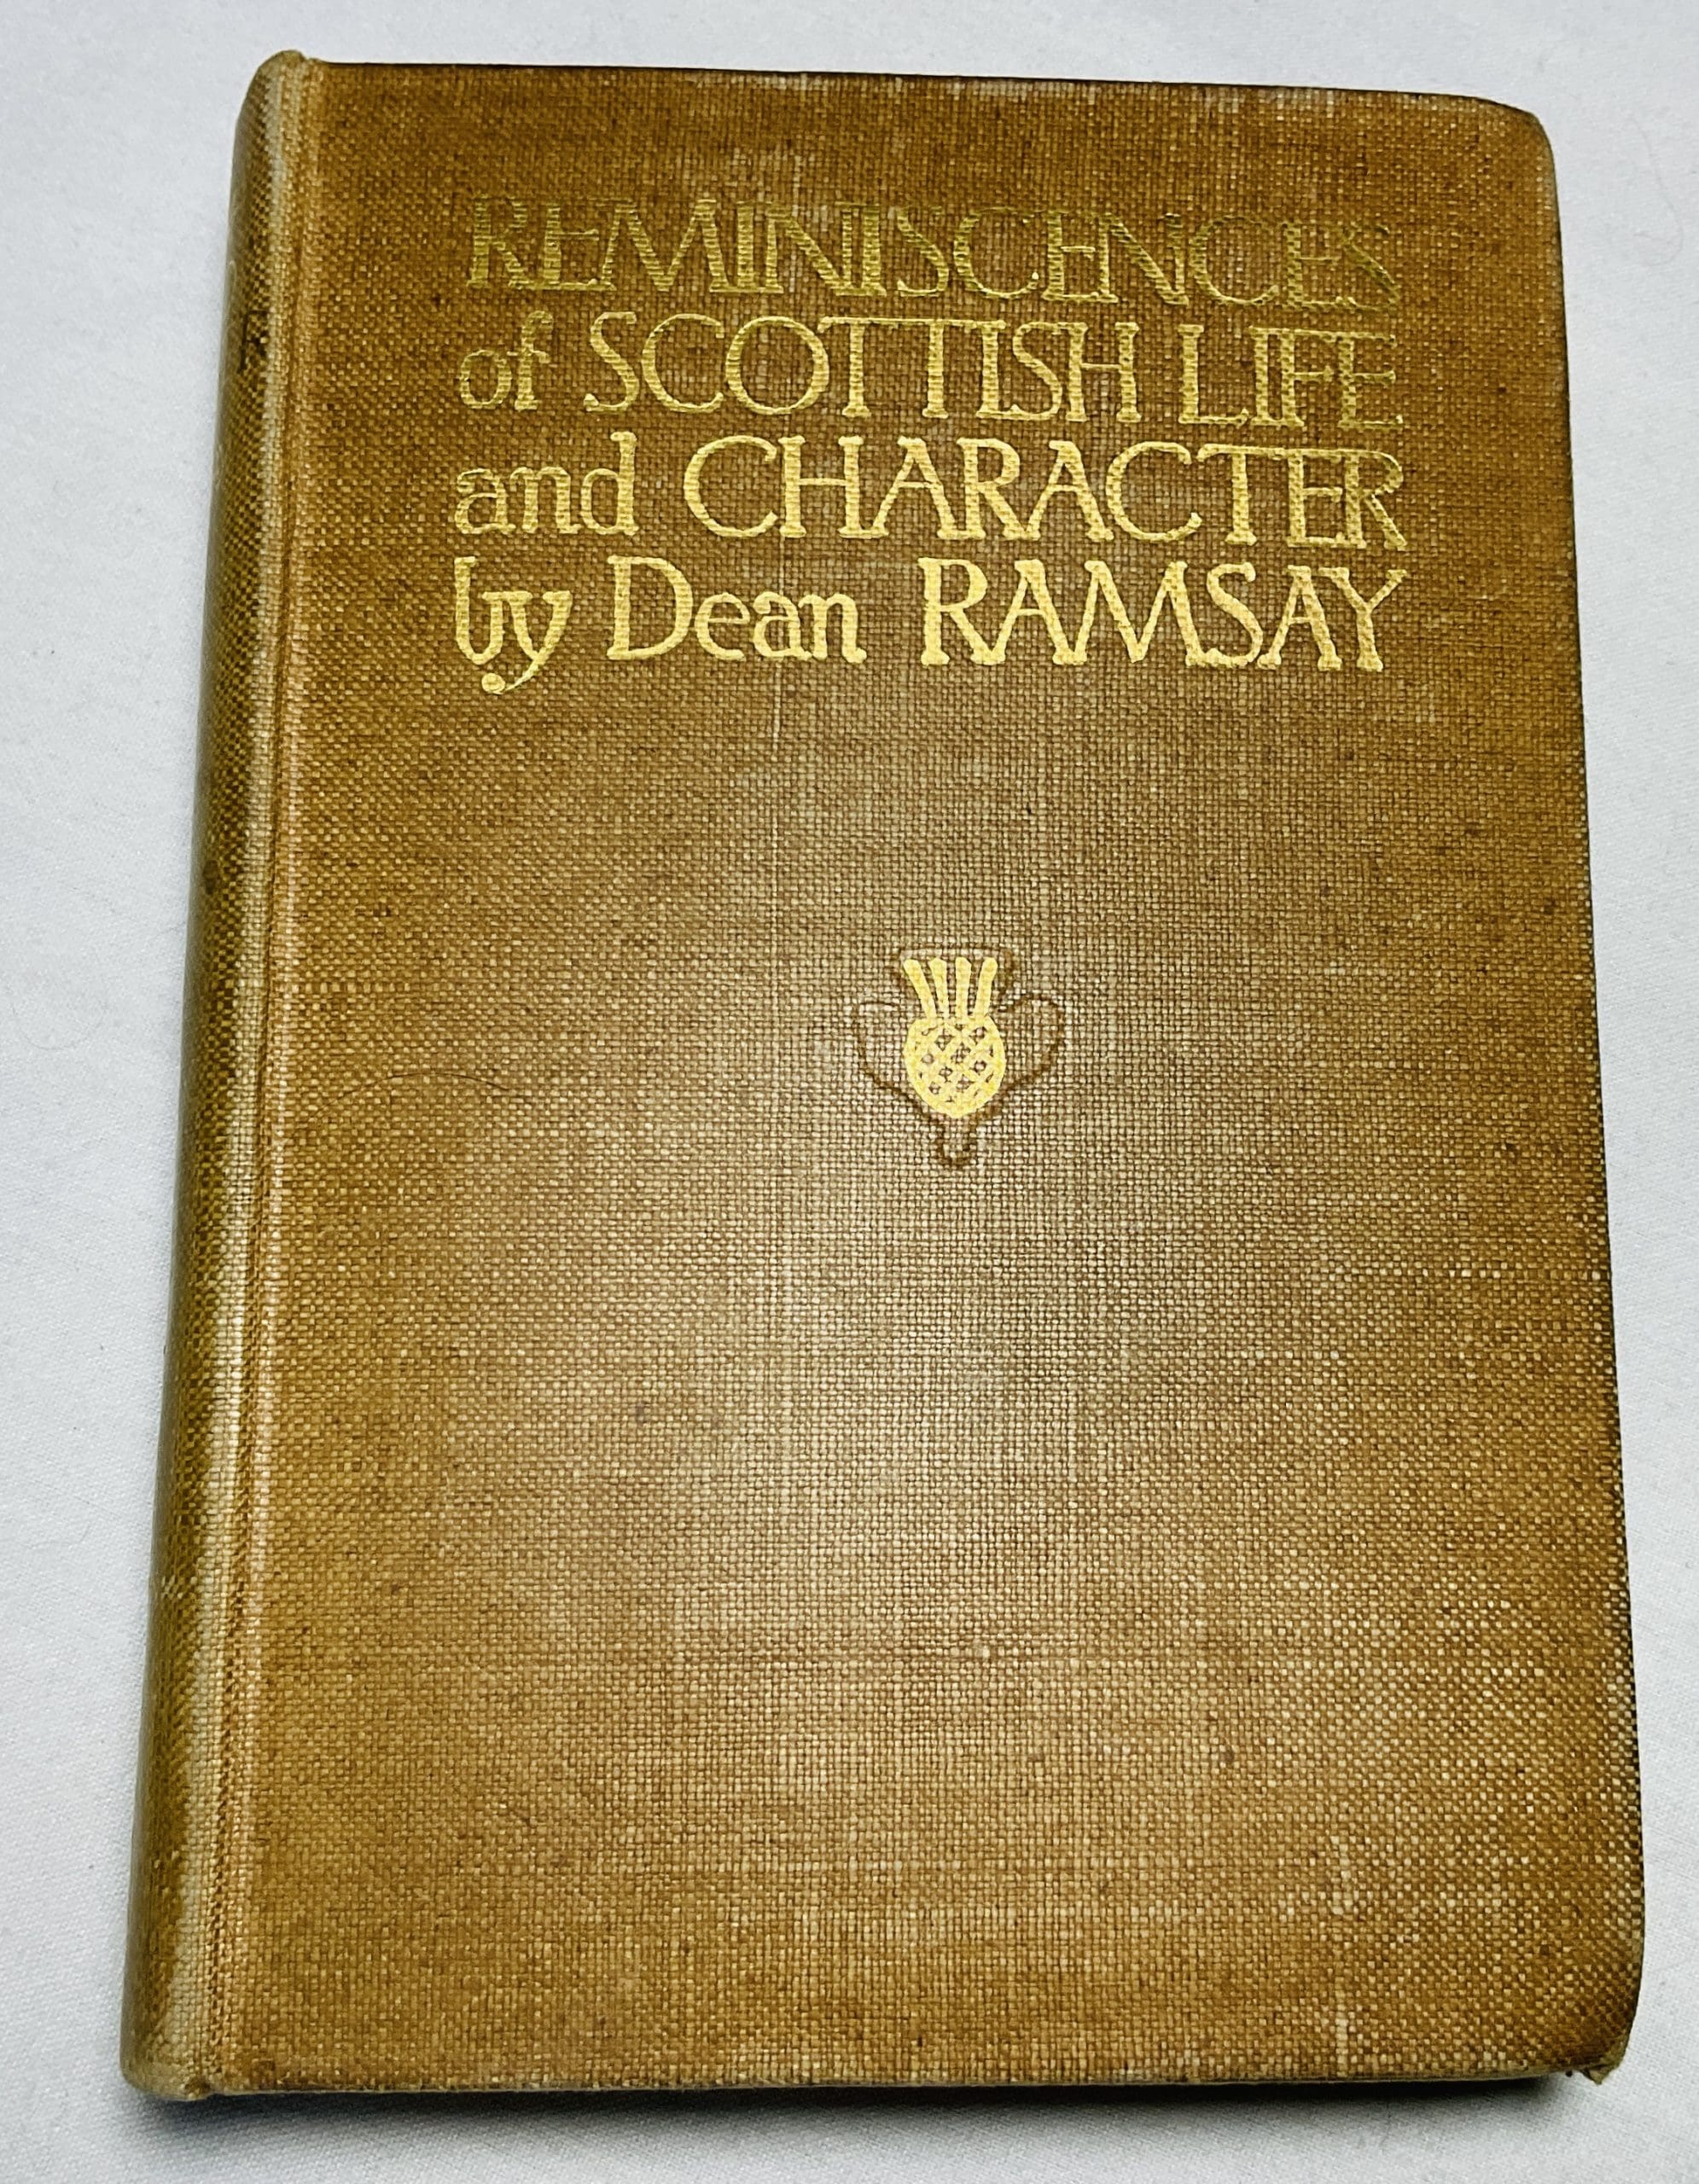 REMINISCENCES
of SCOTTISH LIFE
and CHARACTER
by Dean RAMSAY